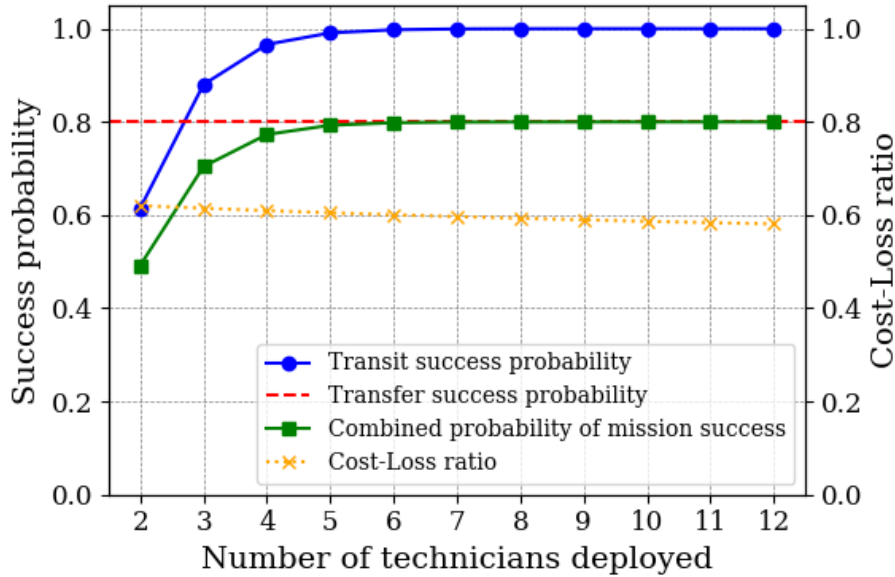 1.0
0.8
0.6
0.4
0.2
0.0
Success probability
1.0
0.8
0.6
0.4
0.2
0.0
Cost-Loss ratio
Transit success probability
Transfer success probability
Combined probability of mission success
Cost-Loss ratio
2 3 4 5 6 7 8 9 10 11 12
Number of technicians deployed